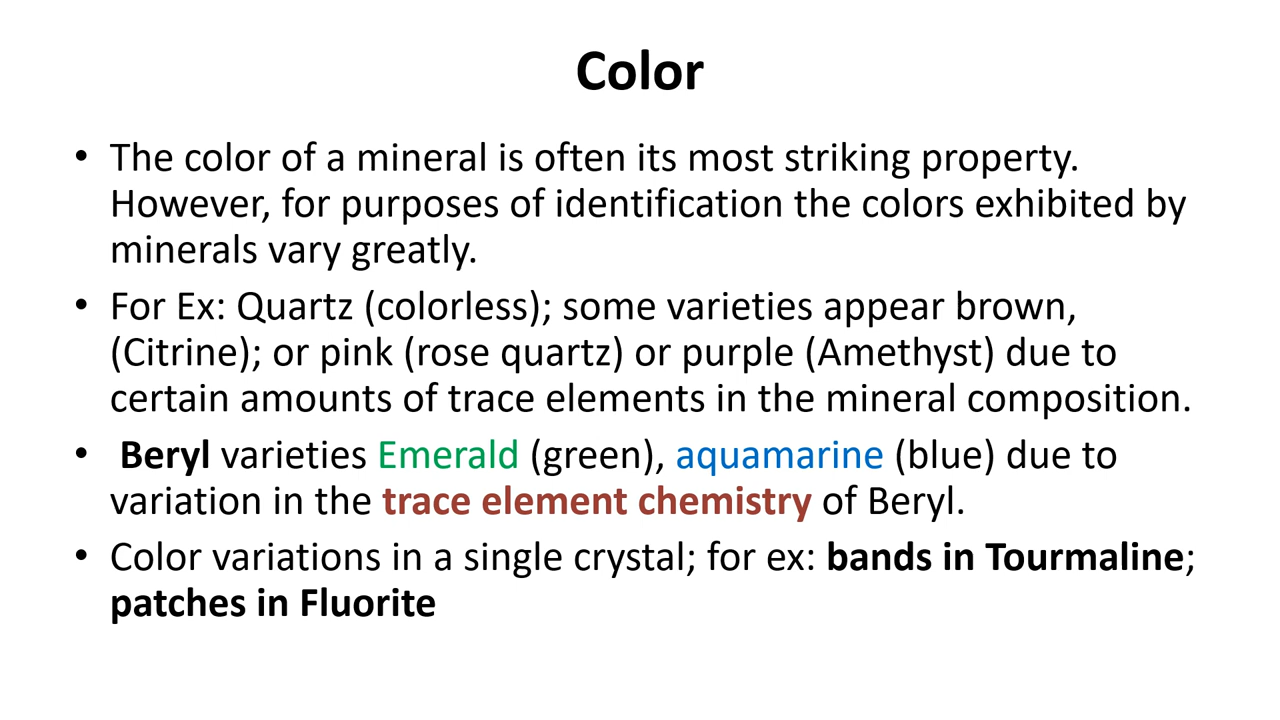 Color
• The color of a mineral is often its most striking property.
However, for purposes of identification the colors exhibited by
minerals vary greatly.
• For Ex: Quartz (colorless); some varieties appear brown,
(Citrine); or pink (rose quartz) or purple (Amethyst) due to
certain amounts of trace elements in the mineral composition.
• Beryl varieties Emerald (green), aquamarine (blue) due to
variation in the trace element chemistry of Beryl.
• Color variations in a single crystal; for ex: bands in Tourmaline;
patches in Fluorite